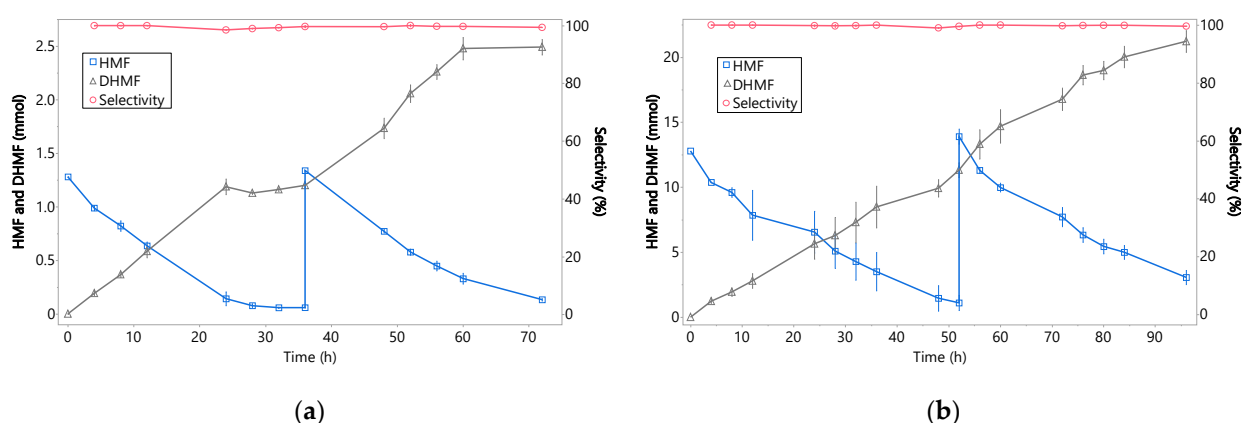 HMF and DHMF (mmol)
2.5
2.0
1.5
1.0
0.5
0
HMF
DHMF
Selectivity
100
80
60
40
20
0
Selectivity (%)
0 10 20 30 40 50 60 70
Time (h)
(a)
HMF and DHMF (mmol)
20
15
10
5
0
HMF
DHMF
Selectivity
100
80
60
40
20
0
Selectivity (%)
0 10 24 30 40 50 60 70 80 90
Time (h)
(b)